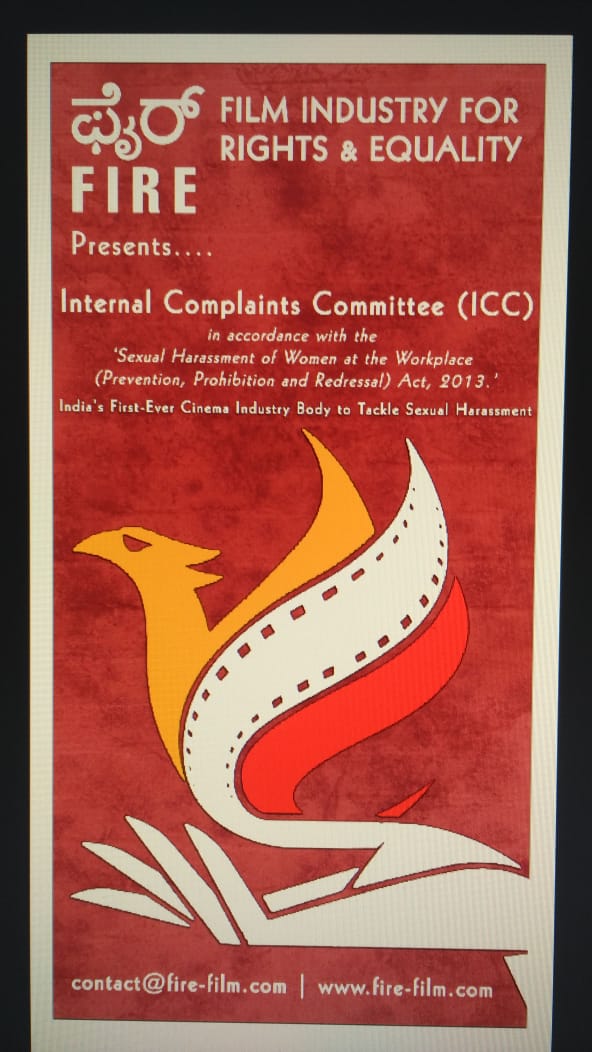 ಫೈರ್
FIRE
FILM INDUSTRY FOR
RIGHTS & EQUALITY
Presents....
Internal Complaints Committee (ICC)
in accordance with the
‘Sexual Harassment of Women at the Workplace
(Prevention, Prohibition and Redressal) Act, 2013.’
India's First-Ever Cinema Industry Body to Tackle Sexual Harassment
contact@fire-film.com | www.fire-film.com